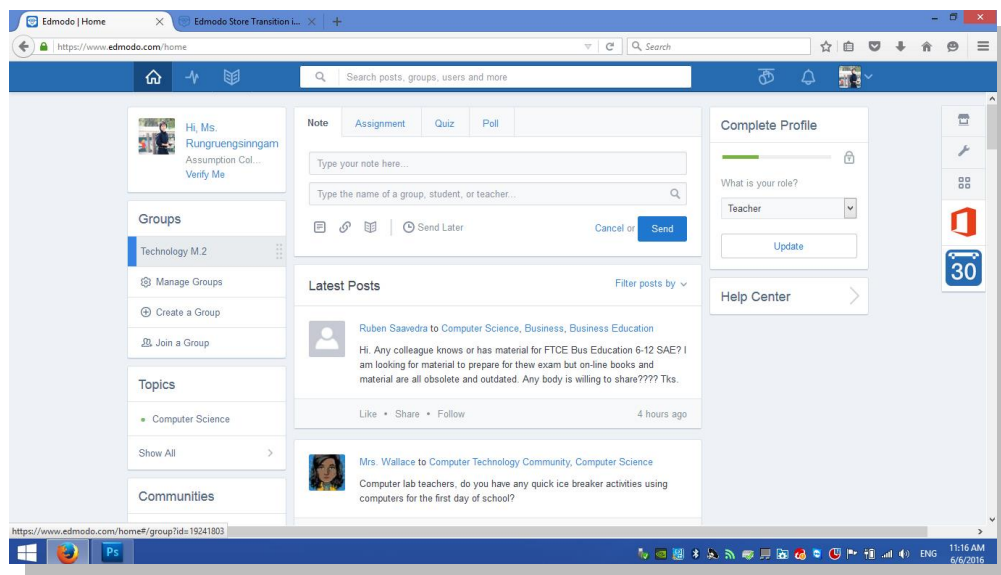 Edmodo | Home
Edmodo Store Transition i...
https://www.edmodo.com/home
Search
Search posts, groups, users and more
Hi, Ms.
Rungruengsinngam
Assumption Col...
Verify Me
Groups
Technology M.2
Manage Groups
Create a Group
Join a Group
Topics
Computer Science
Show All
Communities
Note Assignment Quiz Poll
Type your note here...
Type the name of a group, student, or teacher...
Send Later Cancel or Send
Latest Posts Filter posts by
Ruben Saavedra to Computer Science, Business, Business Education
Hi. Any colleague knows or has material for FTCE Bus Education 6-12 SAE? I
am looking for material to prepare for thew exam but on-line books and
material are all obsolete and outdated. Any body is willing to share???? Tks.
Like • Share • Follow 4 hours ago
Mrs. Wallace to Computer Technology Community, Computer Science
Computer lab teachers, do you have any quick ice breaker activities using
computers for the first day of school?
Complete Profile
What is your role?
Teacher
Update
Help Center
30
https://www.edmodo.com/home#/group?id=19241803
Ps
ENG
11:16 AM
6/6/2016